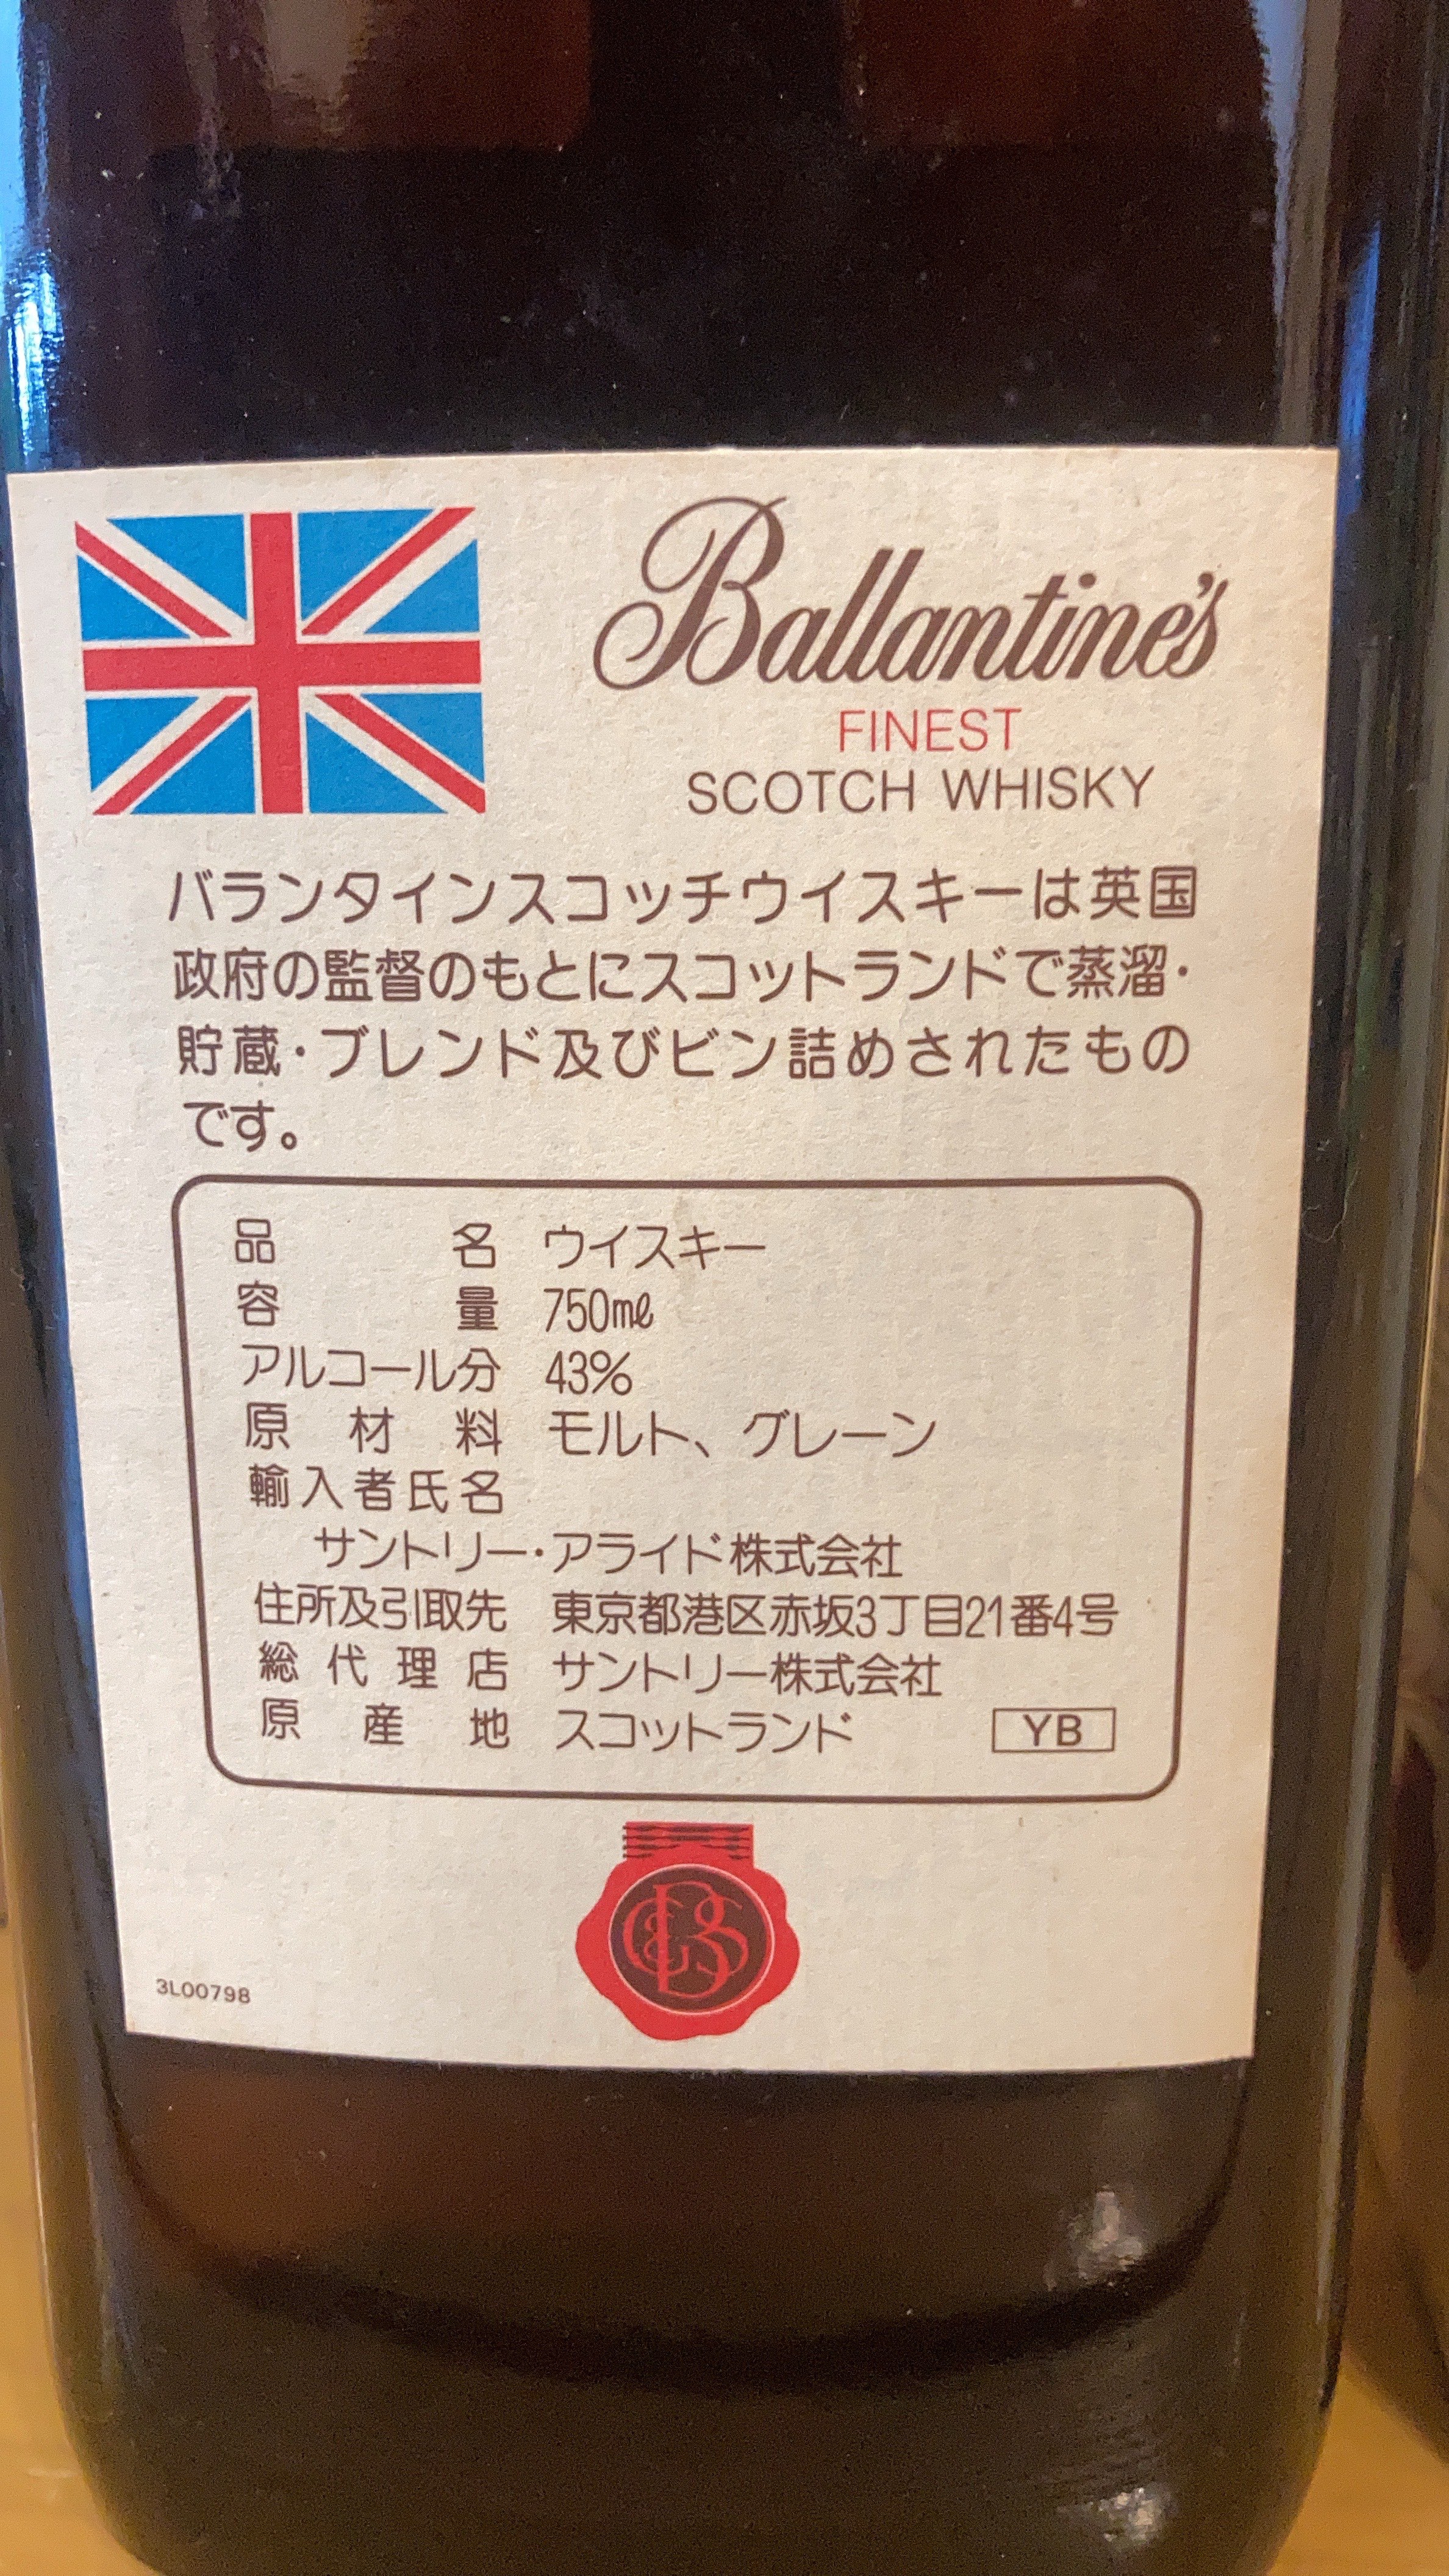 Ballantine's
FINEST
SCOTCH WHISKY
バランタインスコッチウイスキーは英国
政府の監督のもとにスコットランドで蒸溜・
貯蔵・ブレンド及びビン詰めされたもの
です。
品名 ウイスキー
容量 750mℓ
アルコール分 43%
原材料 モルト、グレーン
輸入者氏名
サントリー・アライド株式会社
住所及引取先 東京都港区赤坂3丁目21番4号
総代理店 サントリー株式会社
原産地 スコットランド YB
3L00798